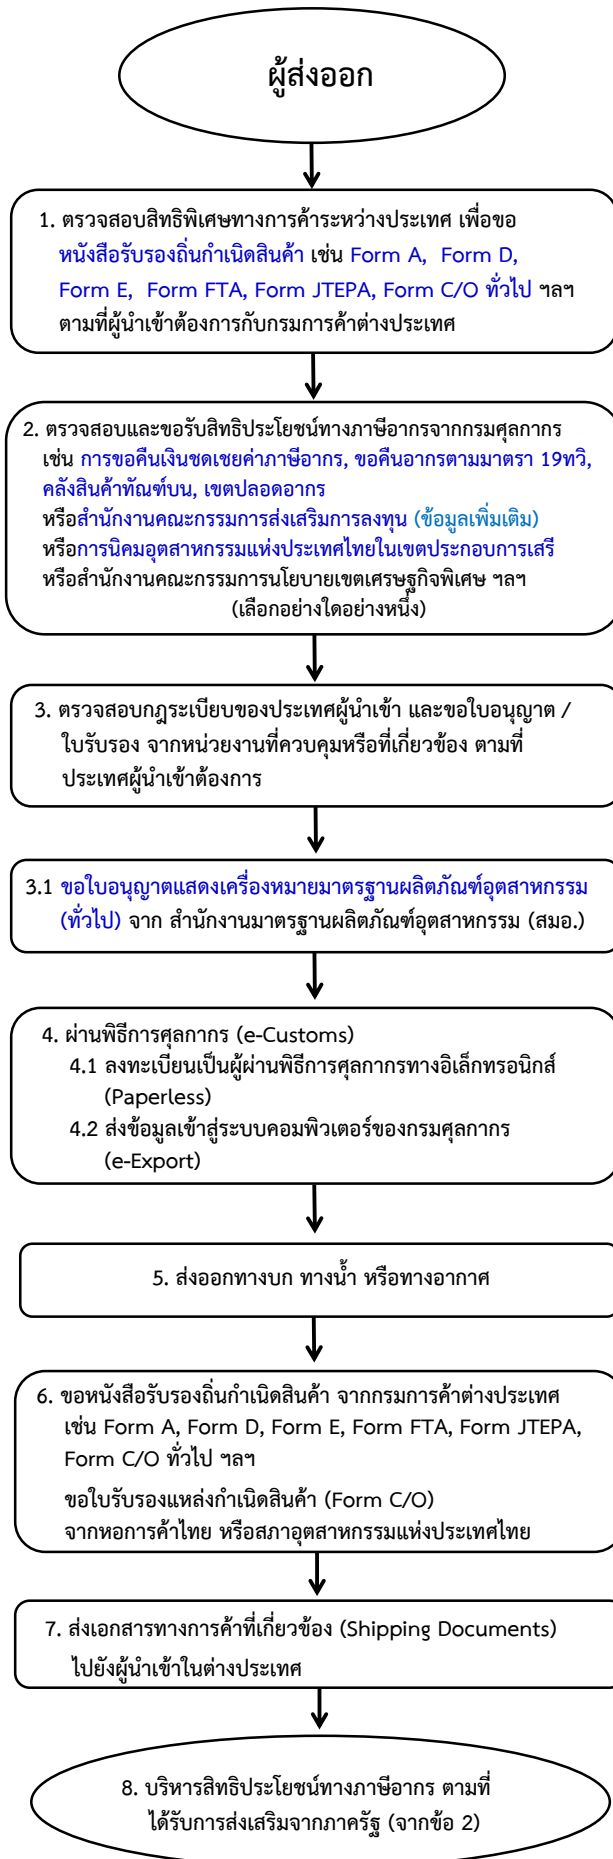 ผู้ส่งออก
1. ตรวจสอบสิทธิพิเศษทางการค้าระหว่างประเทศ เพื่อขอ
หนังสือรับรองถิ่นกำเนิดสินค้า เช่น Form A, Form D,
Form E, Form FTA, Form JTEPA, Form C/O ทั่วไป ฯลฯ
ตามที่ผู้นำเข้าต้องการกับกรมการค้าต่างประเทศ
2. ตรวจสอบและขอรับสิทธิประโยชน์ทางภาษีอากรจากกรมศุลกากร
เช่น การขอคืนเงินชดเชยค่าภาษีอากร, ขอคืนอากรตามมาตรา 19ทวิ,
คลังสินค้าทัณฑ์บน, เขตปลอดอากร
หรือสำนักงานคณะกรรมการส่งเสริมการลงทุน (ข้อมูลเพิ่มเติม)
หรือการนิคมอุตสาหกรรมแห่งประเทศไทยในเขตประกอบการเสรี
หรือสำนักงานคณะกรรมการนโยบายเขตเศรษฐกิจพิเศษ ฯลฯ
(เลือกอย่างใดอย่างหนึ่ง)
3. ตรวจสอบกฎระเบียบของประเทศผู้นำเข้า และขอใบอนุญาต /
ใบรับรอง จากหน่วยงานที่ควบคุมหรือที่เกี่ยวข้อง ตามที่
ประเทศผู้นำเข้าต้องการ
3.1 ขอใบอนุญาตแสดงเครื่องหมายมาตรฐานผลิตภัณฑ์อุตสาหกรรม
(ทั่วไป) จาก สำนักงานมาตรฐานผลิตภัณฑ์อุตสาหกรรม (สมอ.)
4. ผ่านพิธีการศุลกากร (e-Customs)
4.1 ลงทะเบียนเป็นผู้ผ่านพิธีการศุลกากรทางอิเล็กทรอนิกส์
(Paperless)
4.2 ส่งข้อมูลเข้าสู่ระบบคอมพิวเตอร์ของกรมศุลกากร
(e-Export)
5. ส่งออกทางบก ทางน้ำ หรือทางอากาศ
6. ขอหนังสือรับรองถิ่นกำเนิดสินค้า จากกรมการค้าต่างประเทศ
เช่น Form A, Form D, Form E, Form FTA, Form JTEPA,
Form C/O ทั่วไป ฯลฯ
ขอใบรับรองแหล่งกำเนิดสินค้า (Form C/O)
จากหอการค้าไทย หรือสภาอุตสาหกรรมแห่งประเทศไทย
7. ส่งเอกสารทางการค้าที่เกี่ยวข้อง (Shipping Documents)
ไปยังผู้นำเข้าในต่างประเทศ
8. บริหารสิทธิประโยชน์ทางภาษีอากร ตามที่
ได้รับการส่งเสริมจากภาครัฐ (จากข้อ 2)